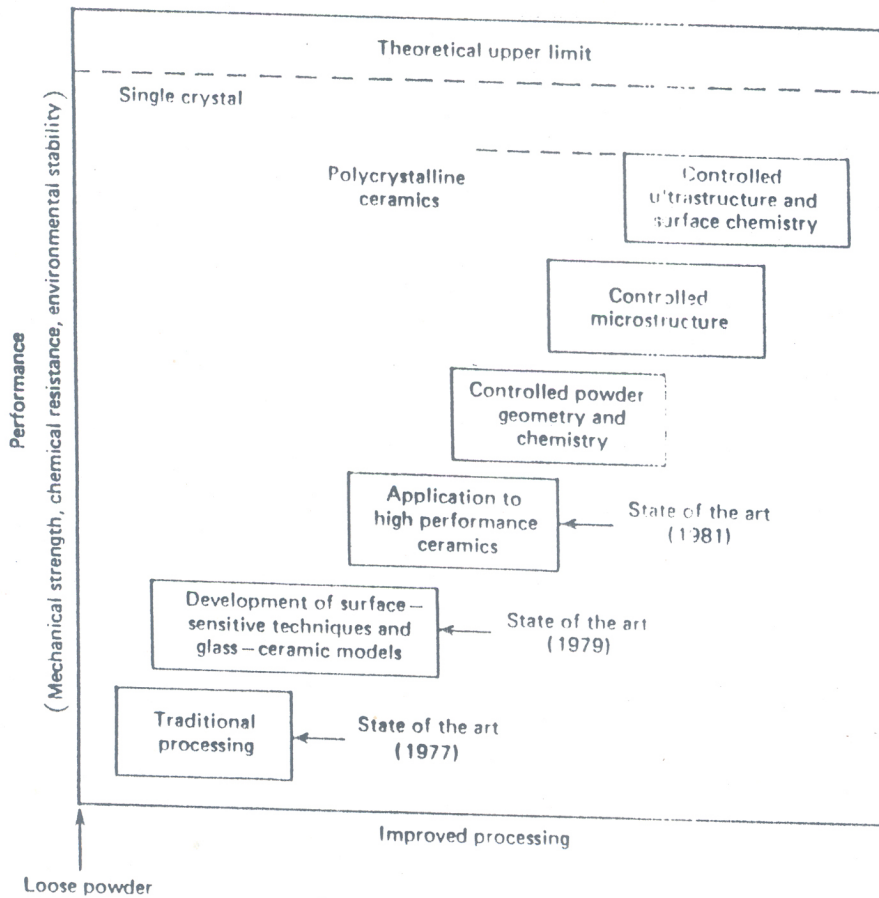 Theoretical upper limit
Single crystal
Polycrystalline
ceramics
Controlled
ultrastructure and
surface chemistry
Controlled
microstructure
Controlled powder
geometry and
chemistry
Application to
high performance
ceramics
State of the art
(1981)
Development of surface—
sensitive techniques and
glass—ceramic models
State of the art
(1979)
Traditional
processing
State of the art
(1977)
Performance
(Mechanical strength, chemical resistance, environmental stability)
Improved processing
Loose powder